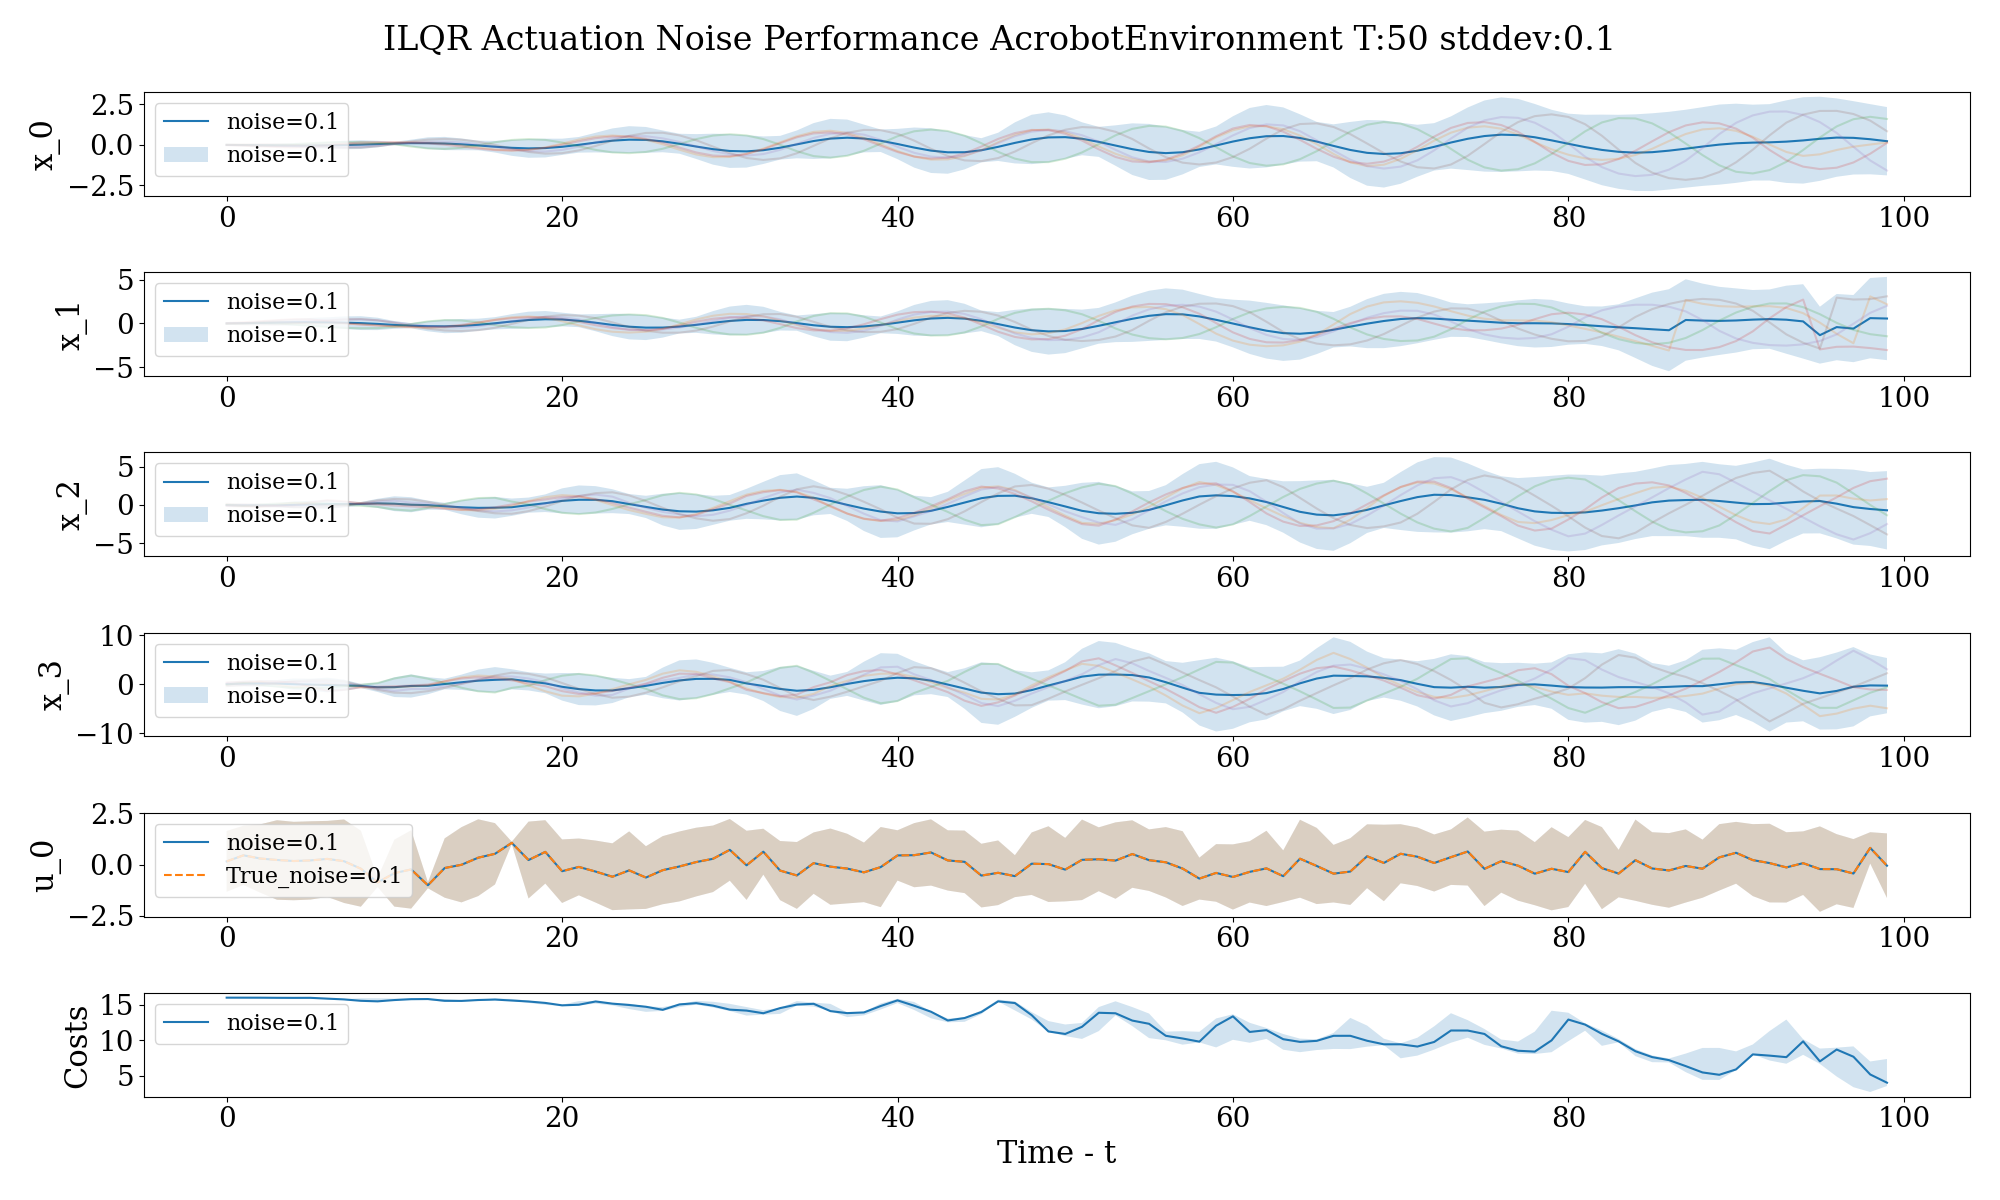 ILQR Actuation Noise Performance AcrobotEnvironment T:50 stddev:0.1
x_0
2.5
0.0
−2.5
noise=0.1
noise=0.1
0 20 40 60 80 100
x_1
5
0
−5
noise=0.1
noise=0.1
0 20 40 60 80 100
x_2
5
0
−5
noise=0.1
noise=0.1
0 20 40 60 80 100
x_3
10
0
−10
noise=0.1
noise=0.1
0 20 40 60 80 100
u_0
2.5
0.0
−2.5
noise=0.1
True_noise=0.1
0 20 40 60 80 100
Costs
15
10
5
noise=0.1
0 20 40 60 80 100
Time - t